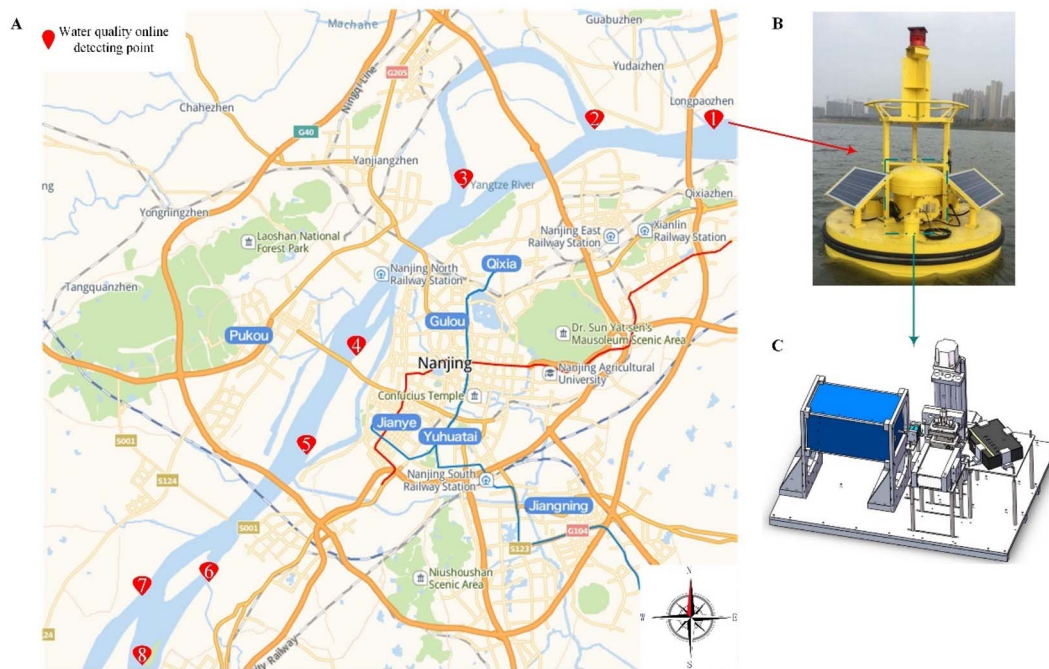 A
Water quality online
detecting point
B
C
Machane
Guabuzhen
Yudaizhen
Longpaozhen
G205
Ningqi Line
Chahezhen
G40
Yanjiangzhen
1
2
3
Yangtze River
Qixiazhen
Yongningzhen
Laoshan National
Forest Park
Nanjing East
Railway Station
Xianlin
Railway Station
Tangquanzhen
Nanjing North
Railway Station
Qixia
Gulou
Pukou
4
Dr. Sun Yat-sen's
Mausoleum Scenic Area
Nanjing
Nanjing Agricultural
University
Confucius Temple
Jianye
Yuhuatai
5
S001
S124
Nanjing South
Railway Station
Jiangning
G104
S123
S001
6
7
8
Niushoushan
Scenic Area
N
W
E
S